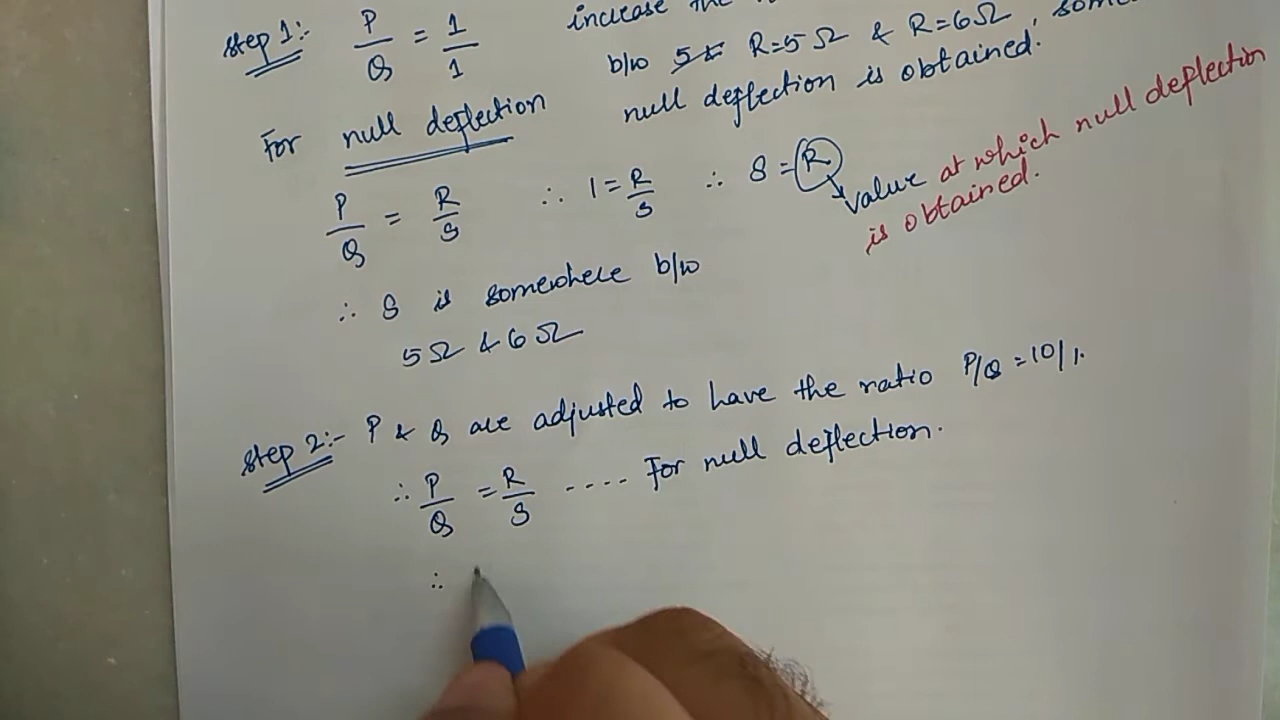 increase the
Step 1:- P/Q = 1/1
b/w R=5Ω & R=6Ω,
null deflection is obtained.
For null deflection
P/Q = R/S ∴ 1 = R/S ∴ S = R
value at which null deflection
is obtained.
∴ S is somewhere b/w
5Ω & 6Ω
Step 2:- P & Q are adjusted to have the ratio P/Q = 10/1.
∴ P/Q = R/S .... For null deflection.
∴